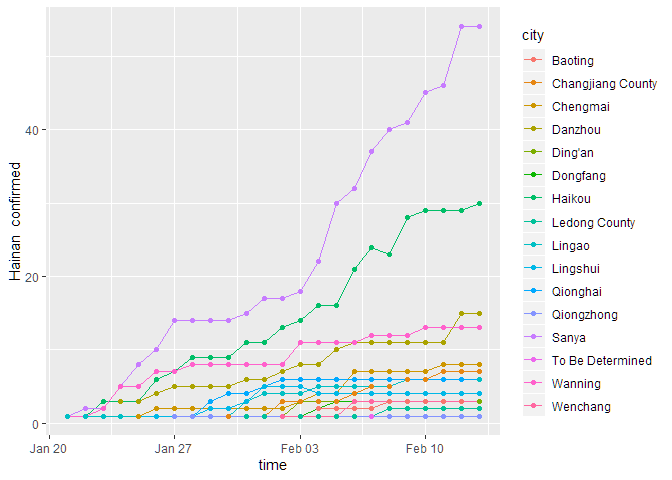 Hainan confirmed
40
20
0
Jan 20
Jan 27
Feb 03
Feb 10
time
city
Baoting
Changjiang County
Chengmai
Danzhou
Ding'an
Dongfang
Haikou
Ledong County
Lingao
Lingshui
Qionghai
Qiongzhong
Sanya
To Be Determined
Wanning
Wenchang